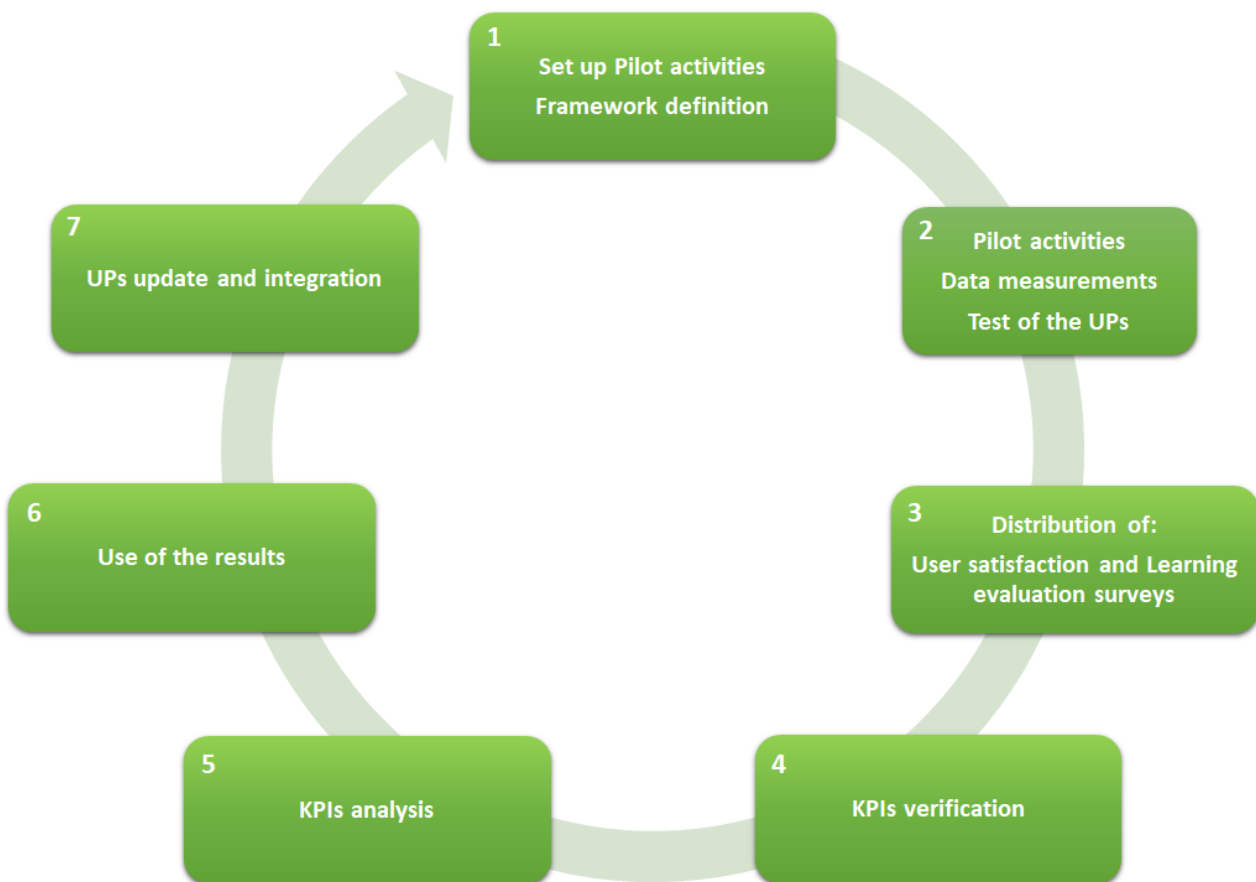 1
Set up Pilot activities
Framework definition
2
Pilot activities
Data measurements
Test of the UPs
3
Distribution of:
User satisfaction and Learning
evaluation surveys
4
KPIs verification
5
KPIs analysis
6
Use of the results
7
UPs update and integration